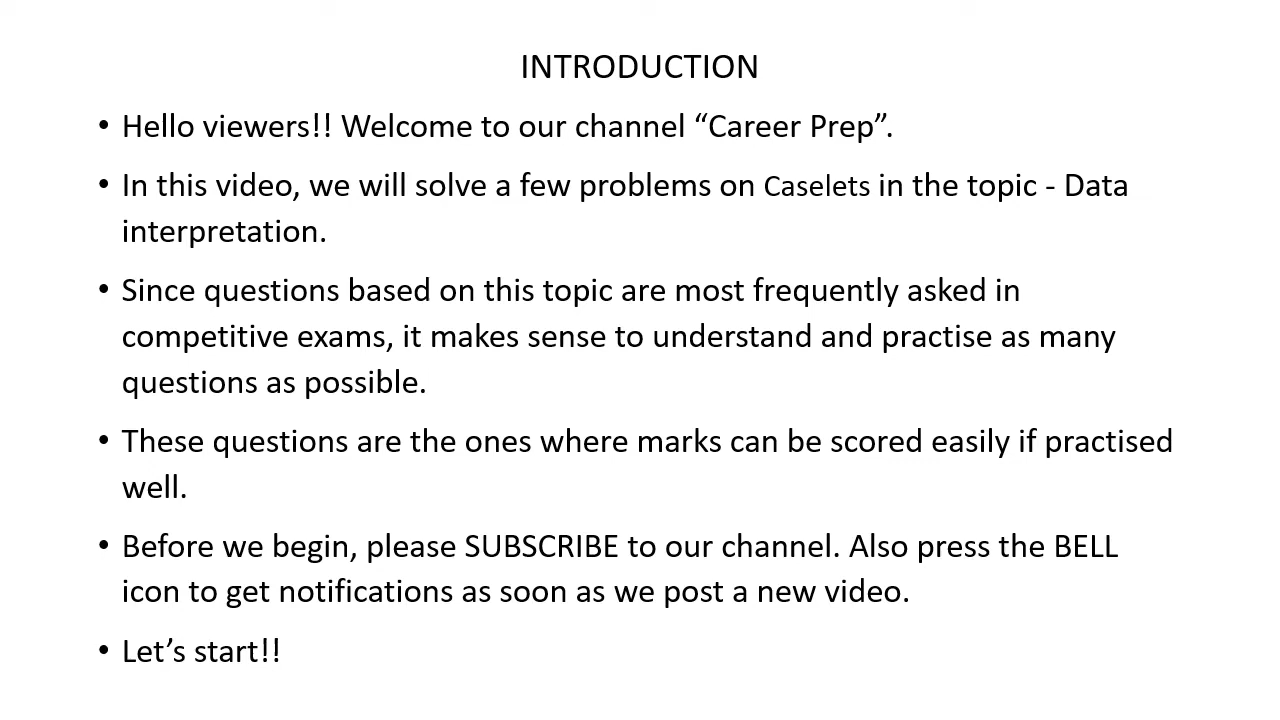 INTRODUCTION
• Hello viewers!! Welcome to our channel “Career Prep”.
• In this video, we will solve a few problems on Caselets in the topic - Data
interpretation.
• Since questions based on this topic are most frequently asked in
competitive exams, it makes sense to understand and practise as many
questions as possible.
• These questions are the ones where marks can be scored easily if practised
well.
• Before we begin, please SUBSCRIBE to our channel. Also press the BELL
icon to get notifications as soon as we post a new video.
• Let’s start!!